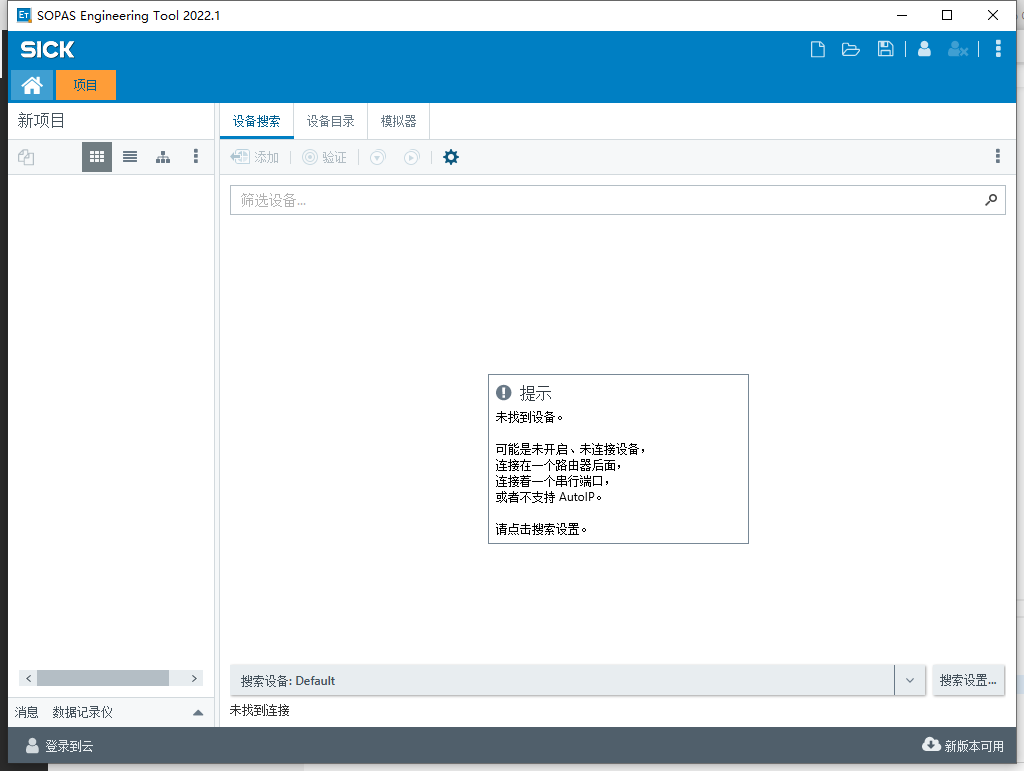 SOPAS Engineering Tool 2022.1
SICK
项目
新项目
设备搜索
设备目录
模拟器
添加
验证
筛选设备...
提示
未找到设备。
可能是未开启、未连接设备，
连接在一个路由器后面，
连接着一个串行端口，
或者不支持 AutoIP。
请点击搜索设置。
搜索设备: Default
搜索设置...
消息
数据记录仪
未找到连接
登录到云
新版本可用